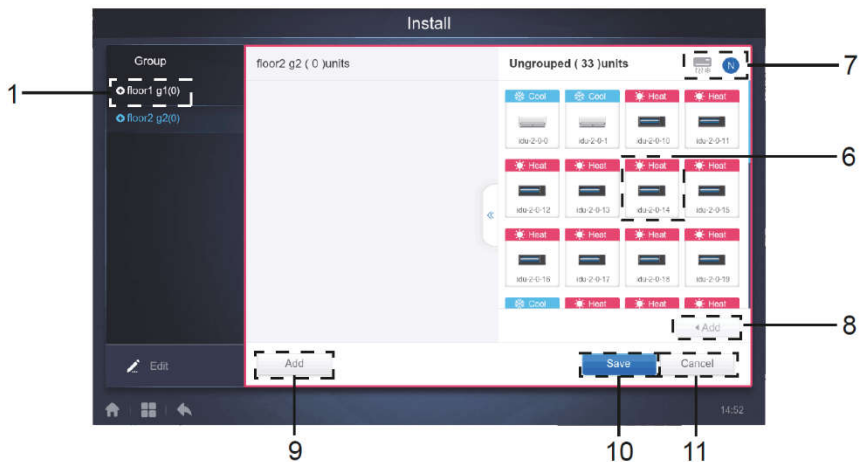 Install
Group
floor1 g1(0)
floor2 g2(0)
Edit
floor2 g2 ( 0 )units
Ungrouped ( 33 )units
N
Cool Cool Heat Heat
idu-2-0-0 idu-2-0-1 idu-2-0-10 idu-2-0-11
Heat Heat Heat Heat
idu-2-0-12 idu-2-0-13 idu-2-0-14 idu-2-0-15
Heat Heat Heat Heat
idu-2-0-16 idu-2-0-17 idu-2-0-18 idu-2-0-19
Cool Heat Heat Heat
Add
Add
Save
Cancel
14:52
1
7
6
8
9
10
11